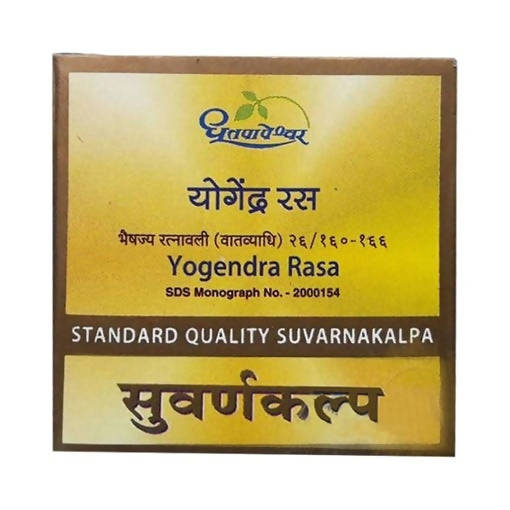 धूतपापेश्वर
योगेंद्र रस
भैषज्य रत्नावली (वातव्याधि) २६/१६०-१६६
Yogendra Rasa
SDS Monograph No. - 2000154
STANDARD QUALITY SUVARNAKALPA
सुवर्णकल्प